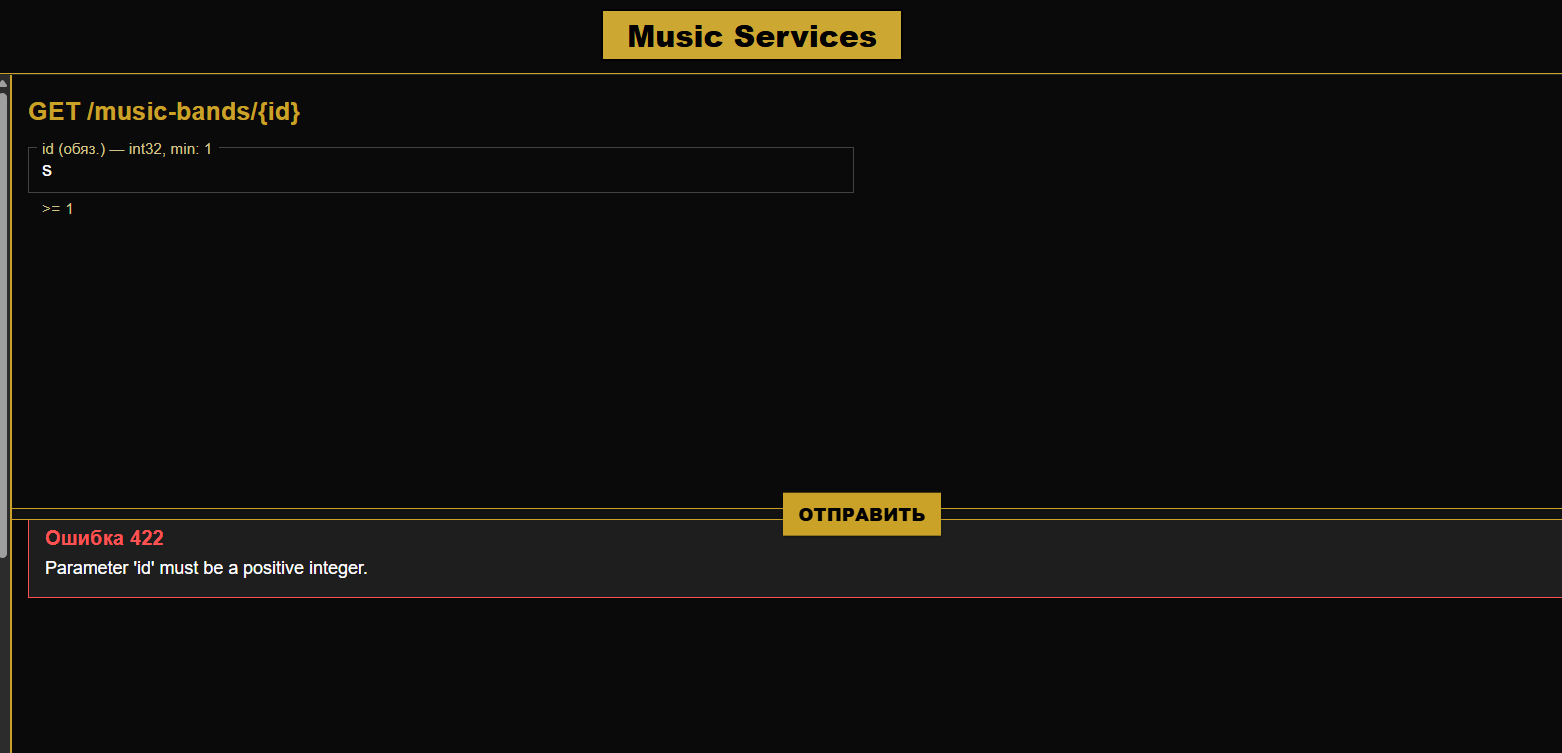 Music Services
GET /music-bands/{id}
id (обяз.) — int32, min: 1
S
>= 1
ОТПРАВИТЬ
Ошибка 422
Parameter 'id' must be a positive integer.